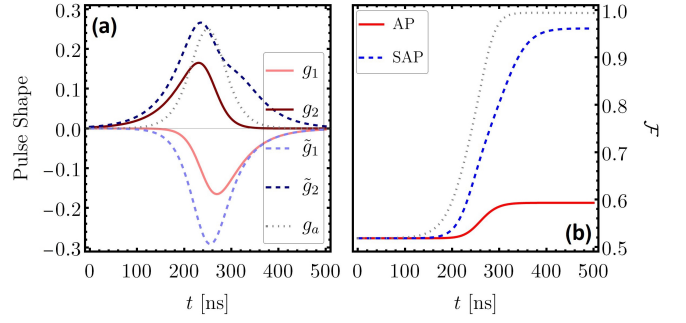 (a)
0.3
0.2
0.1
0.0
−0.1
−0.2
−0.3
Pulse Shape
g₁
g₂
g̃₁
g̃₂
gₐ
0 100 200 300 400 500
t [ns]
AP
SAP
(b)
1.0
0.9
0.8
0.7
0.6
0.5
ℱ
0 100 200 300 400 500
t [ns]